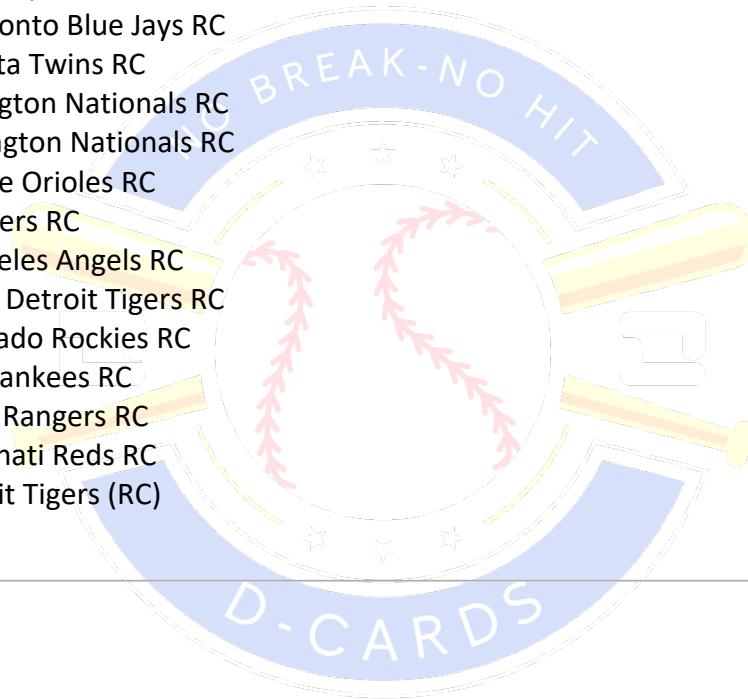 onto Blue Jays RC
ta Twins RC
gton Nationals RC
gton Nationals RC
e Orioles RC
ers RC
eles Angels RC
Detroit Tigers RC
ado Rockies RC
ankees RC
Rangers RC
nati Reds RC
it Tigers (RC)
NO BREAK-NO HIT
D-CARDS